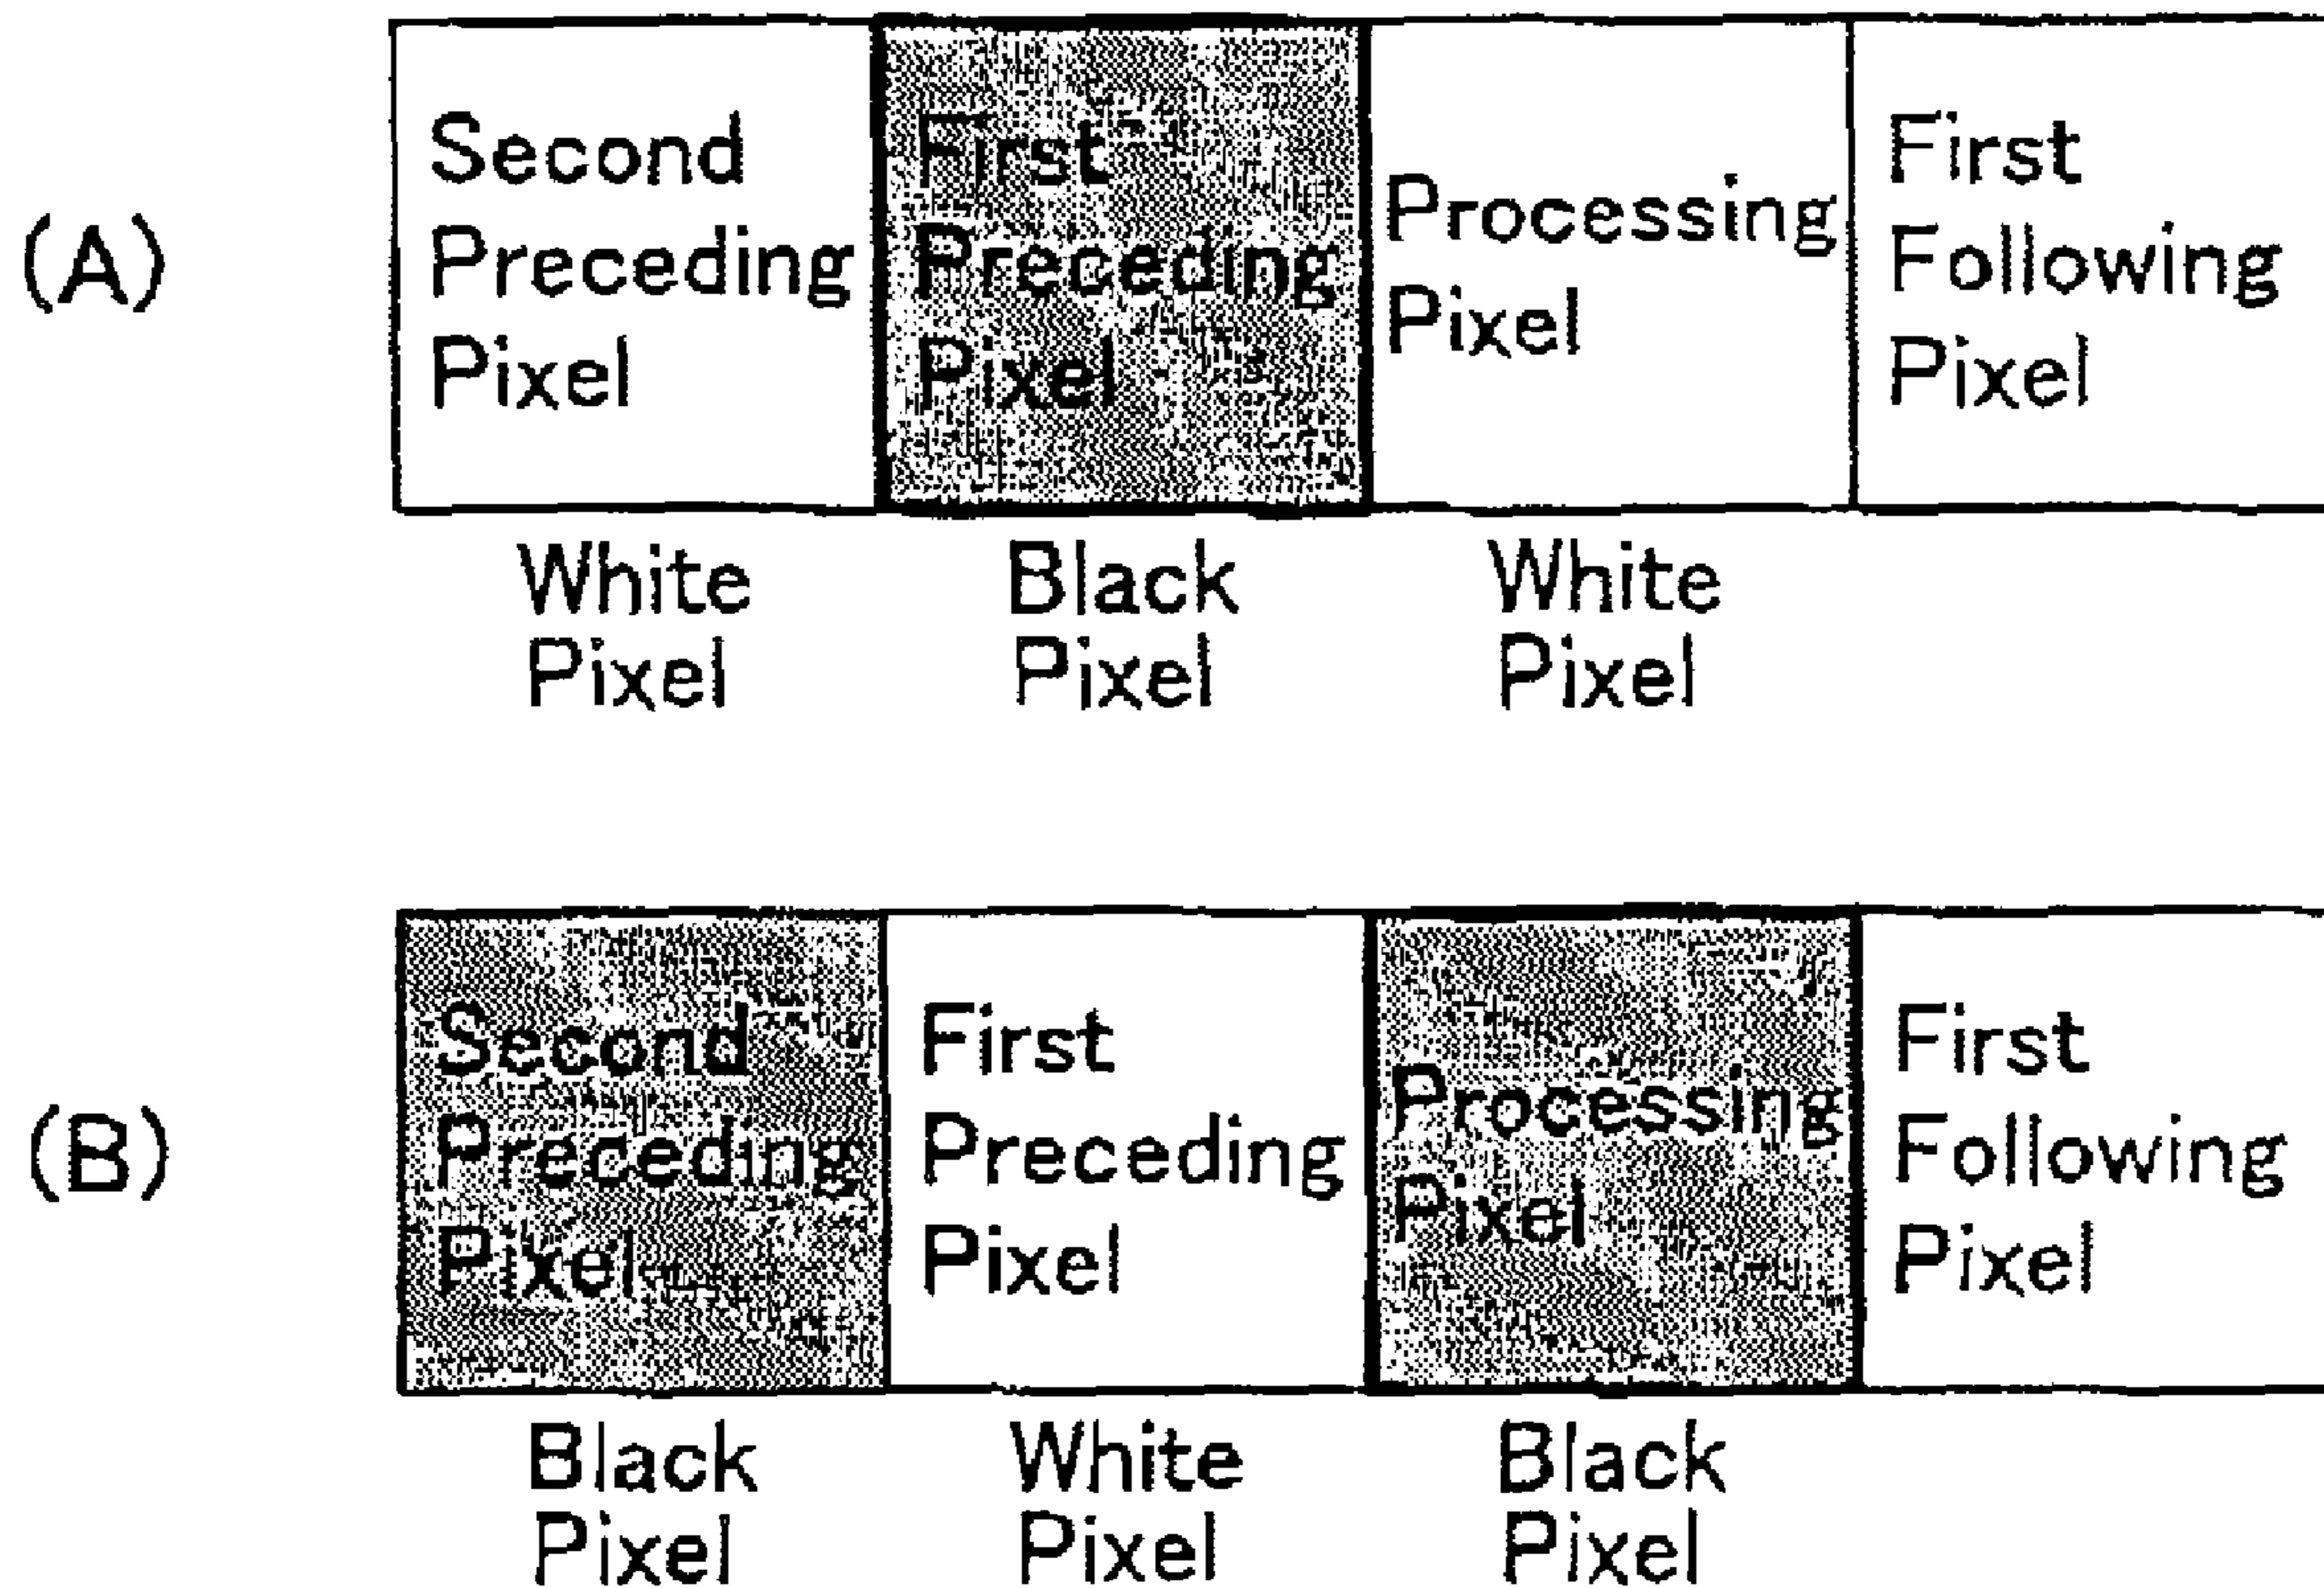 (A)
Second
Preceding
Pixel
First
Preceding
Pixel
Processing
Pixel
First
Following
Pixel
White
Pixel
Black
Pixel
White
Pixel
(B)
Second
Preceding
Pixel
First
Preceding
Pixel
Processing
Pixel
First
Following
Pixel
Black
Pixel
White
Pixel
Black
Pixel